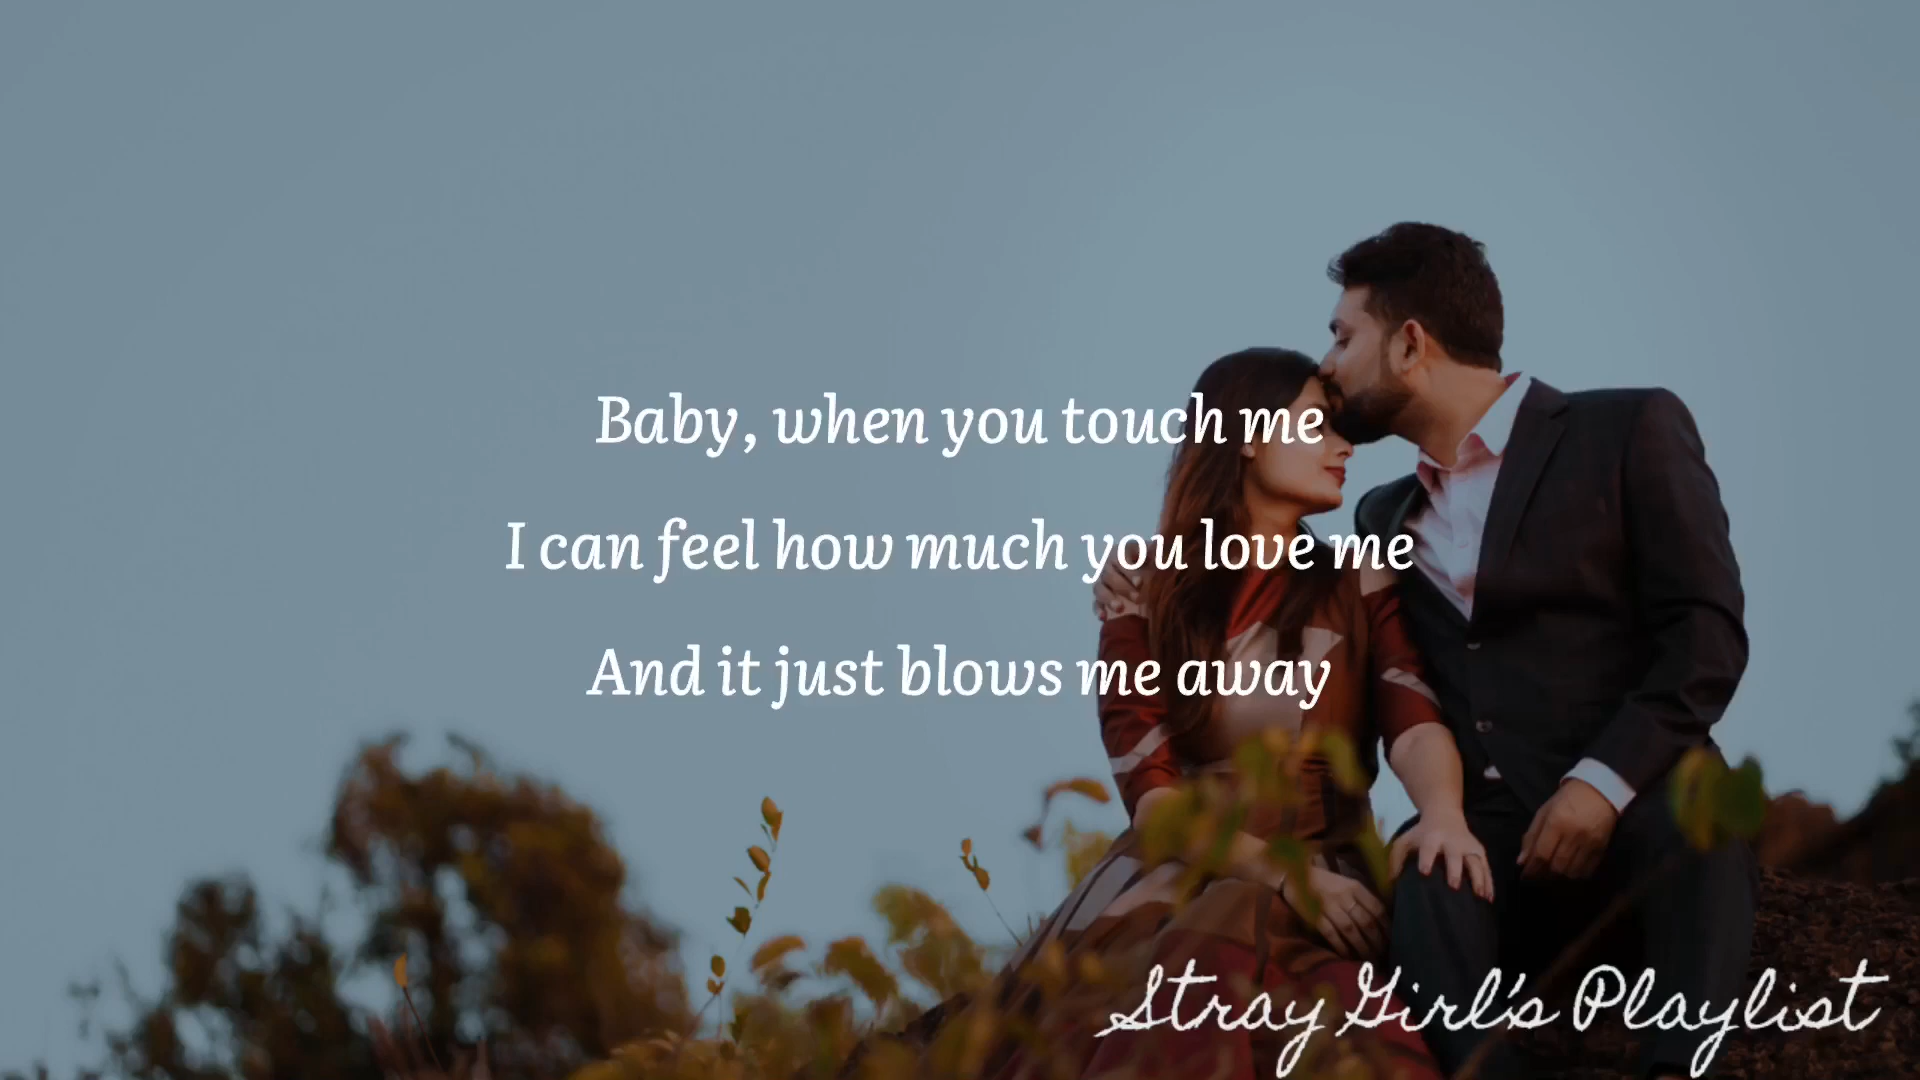 Baby, when you touch me
I can feel how much you love me
And it just blows me away
Stray Girl's Playlist